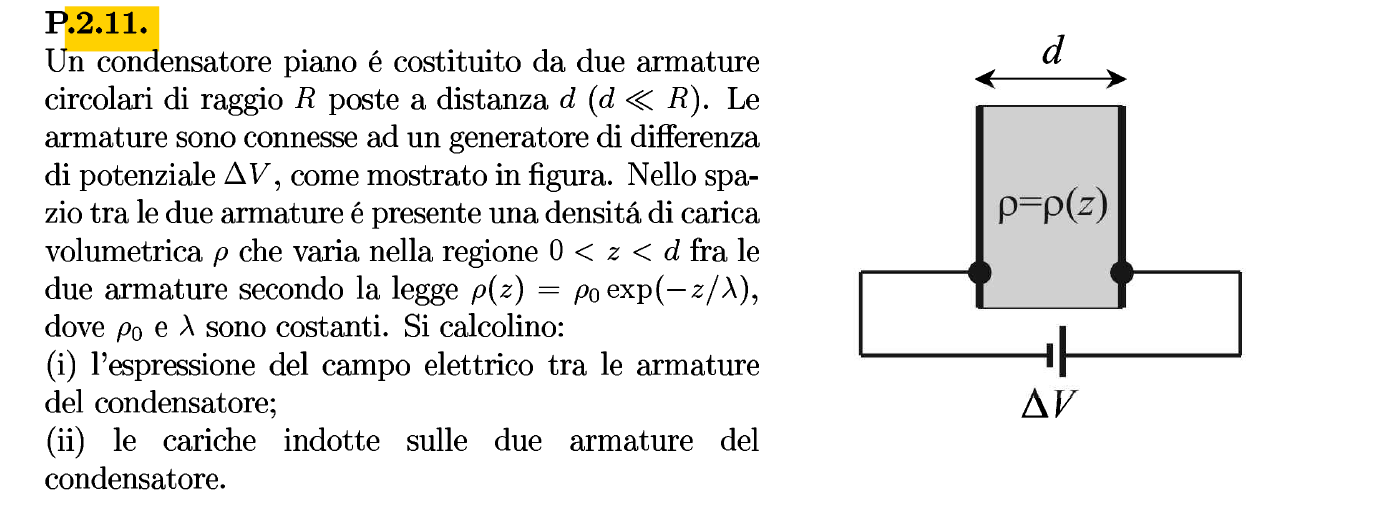 P.2.11.
Un condensatore piano é costituito da due armature
circolari di raggio R poste a distanza d (d ≪ R). Le
armature sono connesse ad un generatore di differenza
di potenziale ΔV, come mostrato in figura. Nello spa-
zio tra le due armature é presente una densitá di carica
volumetrica ρ che varia nella regione 0 < z < d fra le
due armature secondo la legge ρ(z) = ρ₀ exp(−z/λ),
dove ρ₀ e λ sono costanti. Si calcolino:
(i) l'espressione del campo elettrico tra le armature
del condensatore;
(ii) le cariche indotte sulle due armature del
condensatore.
d
ρ=ρ(z)
ΔV